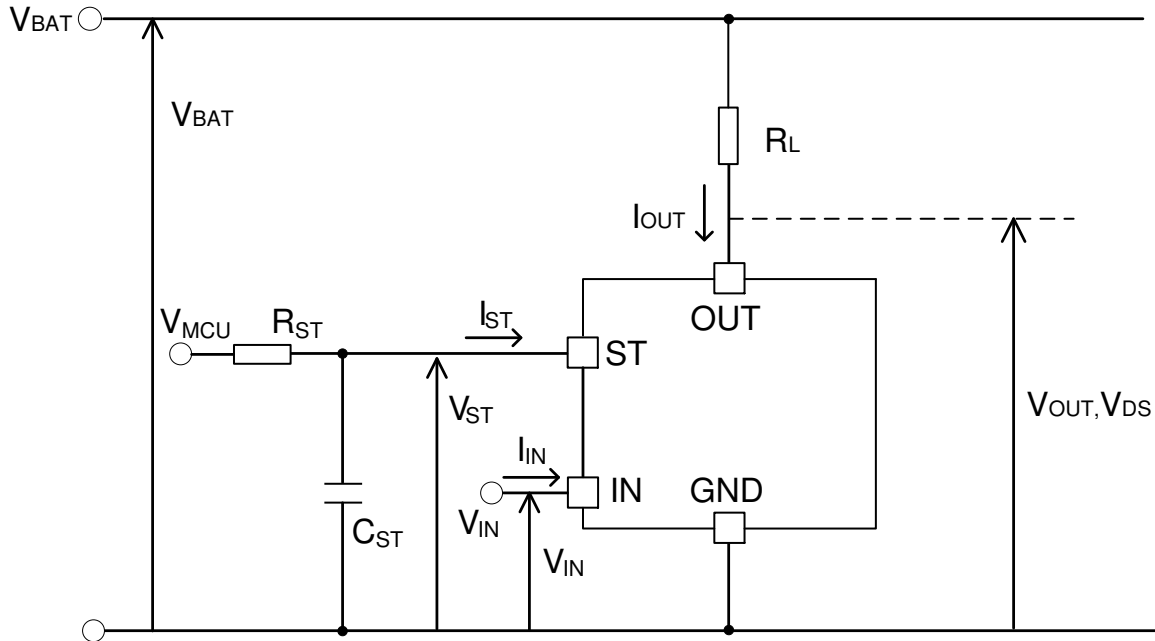 VBAT
VBAT
RL
IOUT
OUT
VMCU
RST
IST
ST
VOUT,VDS
VST
IIN
IN
GND
VIN
CST
VIN